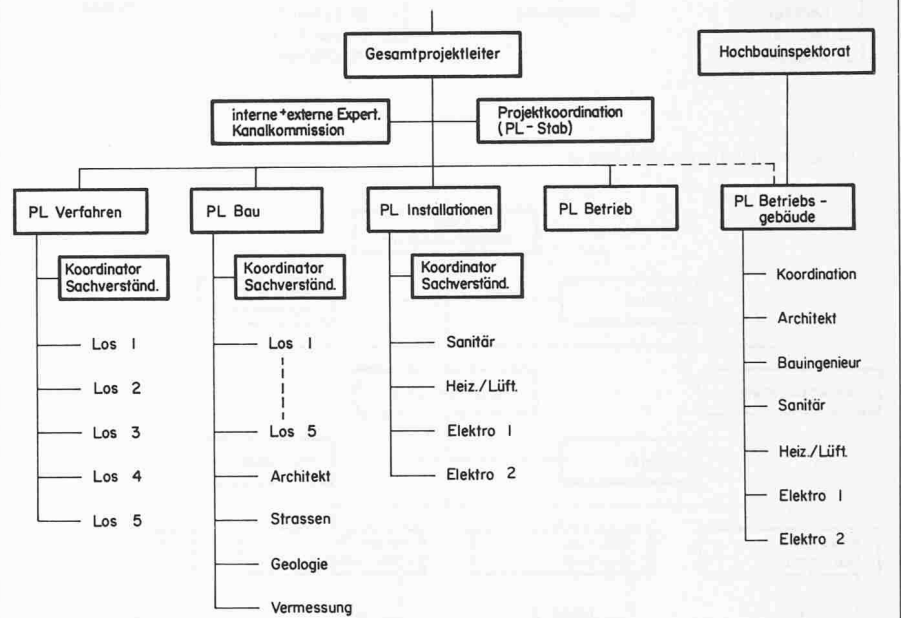 Gesamtprojektleiter
Hochbauinspektorat
interne+externe Expert.
Kanalkommission
Projektkoordination
(PL-Stab)
PL Verfahren
PL Bau
PL Installationen
PL Betrieb
PL Betriebs-
gebäude
Koordinator
Sachverständ.
Los 1
Los 2
Los 3
Los 4
Los 5
Koordinator
Sachverständ.
Los 1
Los 5
Architekt
Strassen
Geologie
Vermessung
Koordinator
Sachverständ.
Sanitär
Heiz./Lüft.
Elektro 1
Elektro 2
Koordination
Architekt
Bauingenieur
Sanitär
Heiz./Lüft.
Elektro 1
Elektro 2